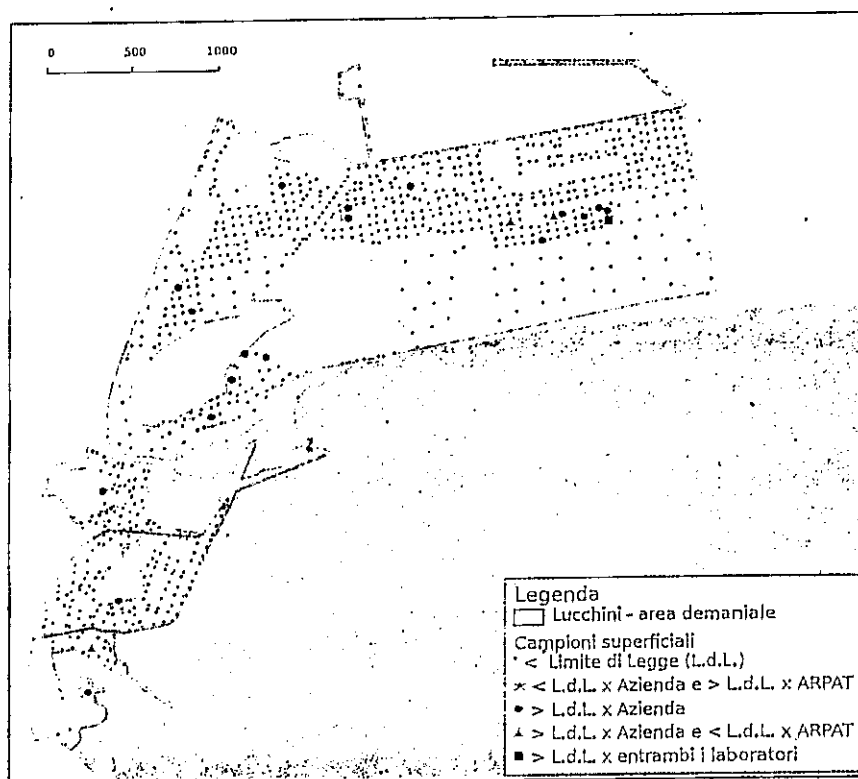 0 500 1000
Legenda
Lucchini - area demaniale
Campioni superficiali
< Limite di Legge (L.d.L.)
< L.d.L. x Azienda e > L.d.L. x ARPAT
> L.d.L. x Azienda
> L.d.L. x Azienda e < L.d.L. x ARPAT
> L.d.L. x entrambi i laboratori